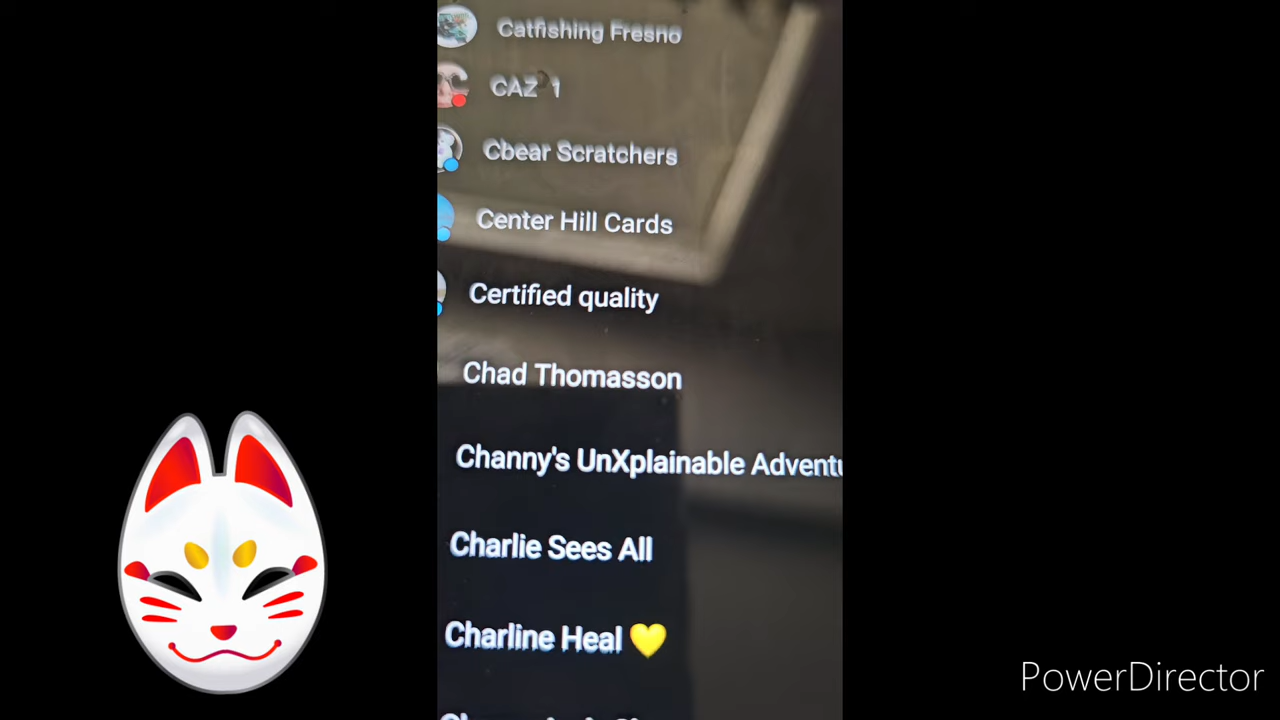 Catfishing Fresno
CAZ 1
Cbear Scratchers
Center Hill Cards
Certified quality
Chad Thomasson
Channy's UnXplainable Adventu
Charlie Sees All
Charline Heal 💛
PowerDirector